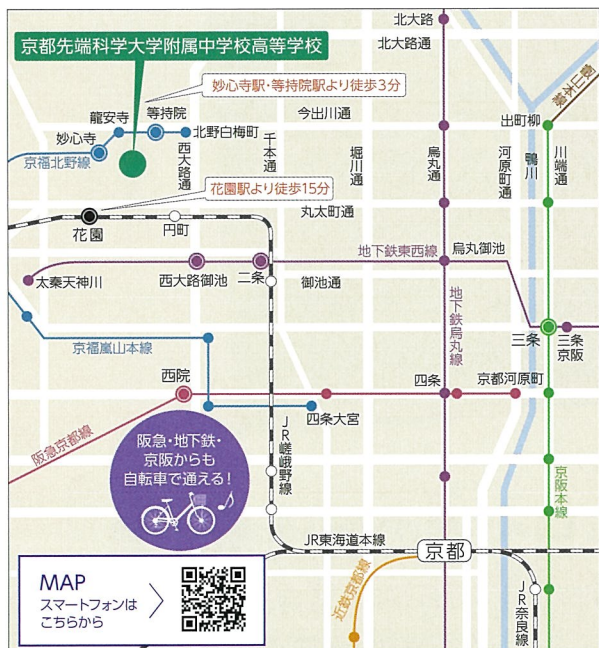 北大路
北大路通
京都先端科学大学附属中学校高等学校
叡山本線
妙心寺駅・等持院駅より徒歩3分
今出川通
出町柳
龍安寺
等持院
妙心寺
北野白梅町
京福北野線
西大路通
千本通
堀川通
烏丸通
河原町通
鴨川
川端通
花園駅より徒歩15分
丸太町通
花園
円町
地下鉄東西線
烏丸御池
太秦天神川
西大路御池
二条
御池通
地下鉄烏丸線
三条
三条京阪
京福嵐山本線
西院
四条
京都河原町
四条大宮
阪急京都線
阪急・地下鉄・
京阪からも
自転車で通える!
JR嵯峨野線
京阪本線
JR東海道本線
京都
近鉄京都線
JR奈良線
MAP
スマートフォンは
こちらから